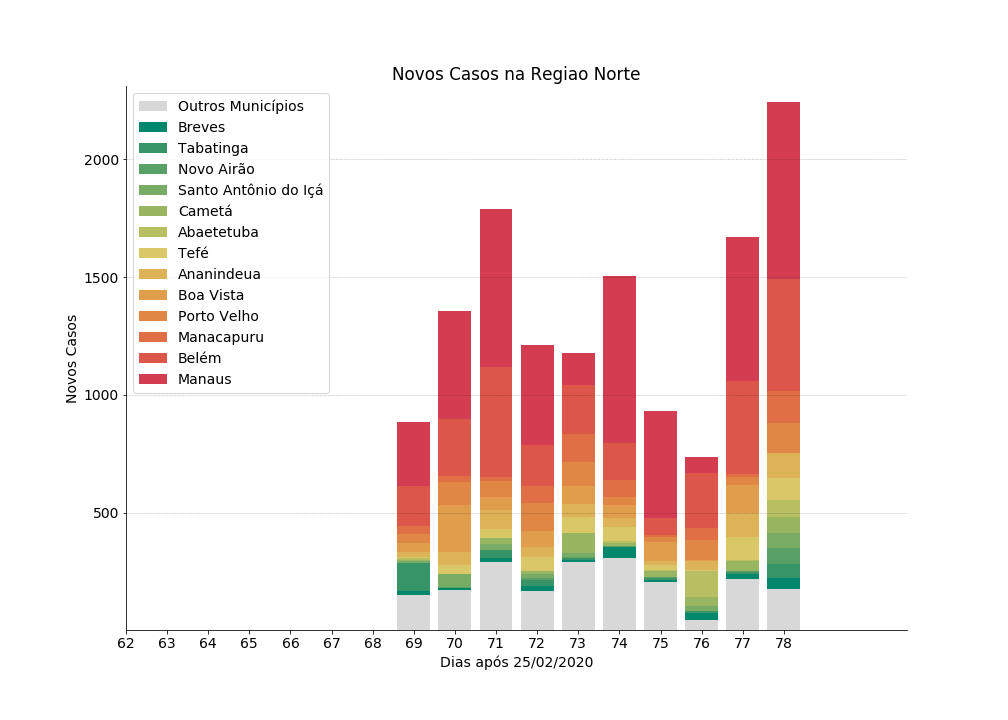 Novos Casos na Regiao Norte
Outros Municípios
Breves
Tabatinga
Novo Airão
Santo Antônio do Içá
Cametá
Abaetetuba
Tefé
Ananindeua
Boa Vista
Porto Velho
Manacapuru
Belém
Manaus
Novos Casos
2000
1500
1000
500
62 63 64 65 66 67 68 69 70 71 72 73 74 75 76 77 78
Dias após 25/02/2020